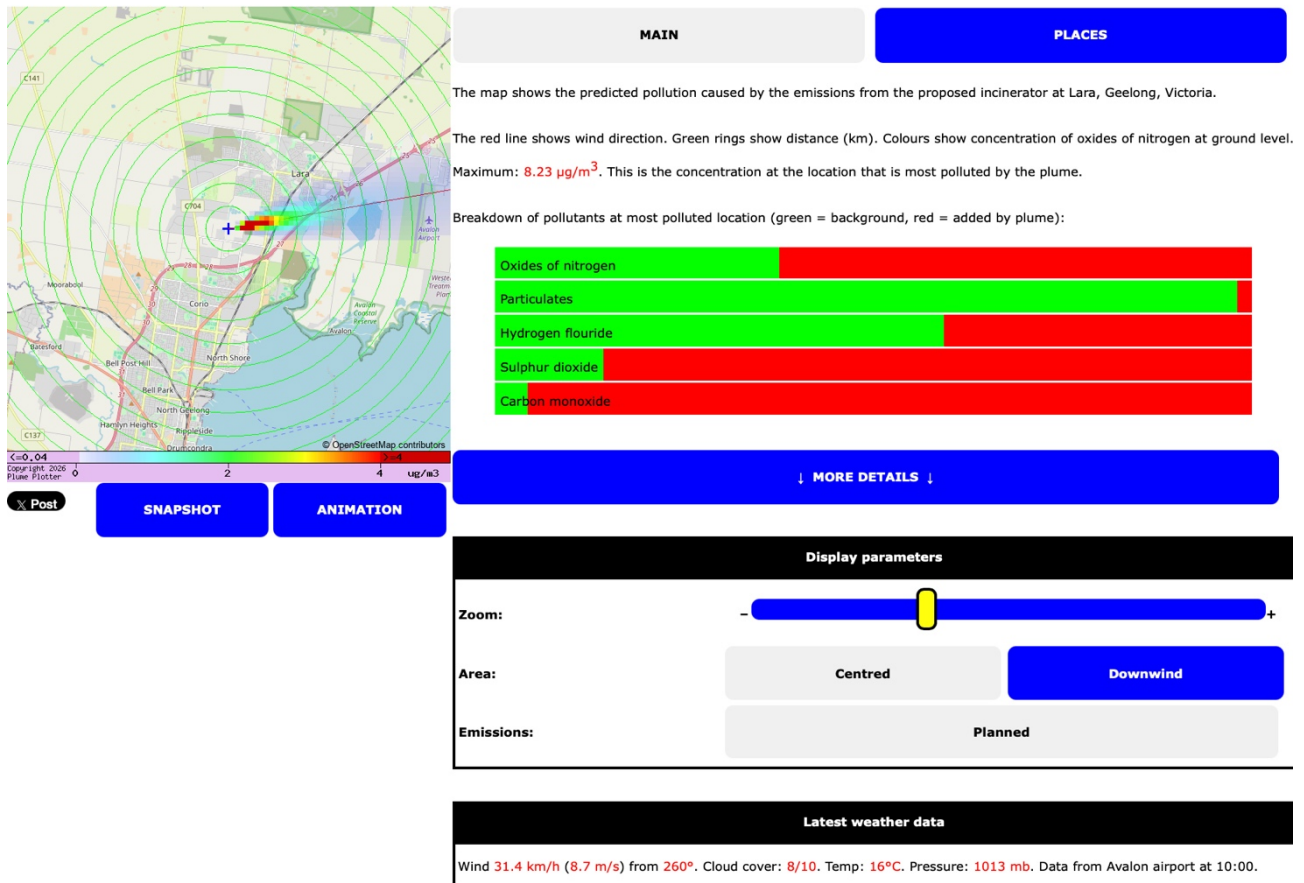 MAIN
PLACES
The map shows the predicted pollution caused by the emissions from the proposed incinerator at Lara, Geelong, Victoria.
The red line shows wind direction. Green rings show distance (km). Colours show concentration of oxides of nitrogen at ground level.
Maximum: 8.23 µg/m³. This is the concentration at the location that is most polluted by the plume.
Breakdown of pollutants at most polluted location (green = background, red = added by plume):
Oxides of nitrogen
Particulates
Hydrogen flouride
Sulphur dioxide
Carbon monoxide
C141
Lara
C704
Avalon
Airport
Moorabool
Corio
Avalon
Coastal
Reserve
Avalon
Batesford
Bell Post Hill
North Shore
Bell Park
North Geelong
Hamlyn Heights
Rippleside
C137
Drumcondra
© OpenStreetMap contributors
<=0.04
>=4
Copyright 2026
Plume Plotter
0
2
4
ug/m3
X Post
SNAPSHOT
ANIMATION
↓ MORE DETAILS ↓
Display parameters
Zoom:
-
+
Area:
Centred
Downwind
Emissions:
Planned
Latest weather data
Wind 31.4 km/h (8.7 m/s) from 260°. Cloud cover: 8/10. Temp: 16°C. Pressure: 1013 mb. Data from Avalon airport at 10:00.